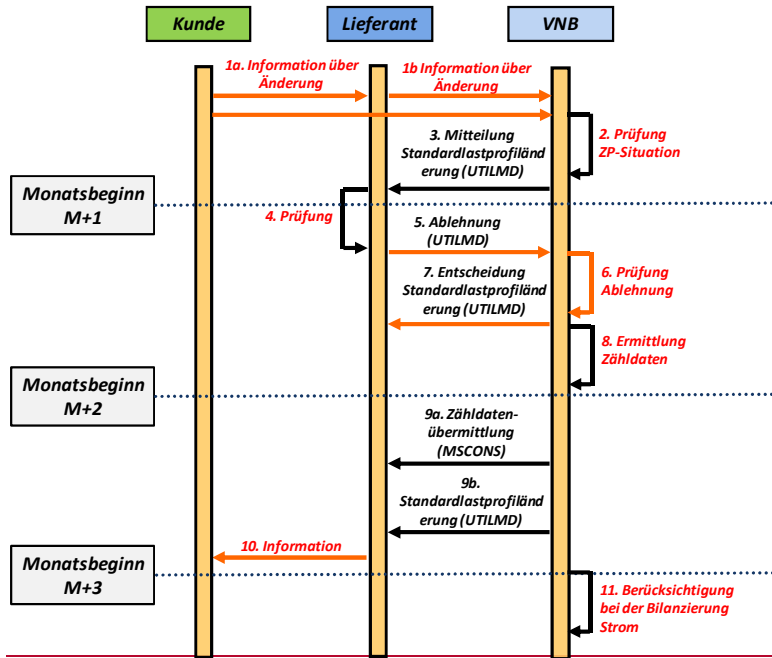 Kunde
Lieferant
VNB
1a. Information über
Änderung
1b Information über
Änderung
2. Prüfung
ZP-Situation
3. Mitteilung
Standardlastprofiländ
erung (UTILMD)
Monatsbeginn
M+1
4. Prüfung
5. Ablehnung
(UTILMD)
6. Prüfung
Ablehnung
7. Entscheidung
Standardlastprofiländ
erung (UTILMD)
8. Ermittlung
Zähldaten
Monatsbeginn
M+2
9a. Zähldaten-
übermittlung
(MSCONS)
9b.
Standardlastprofiländ
erung (UTILMD)
10. Information
Monatsbeginn
M+3
11. Berücksichtigung
bei der Bilanzierung
Strom